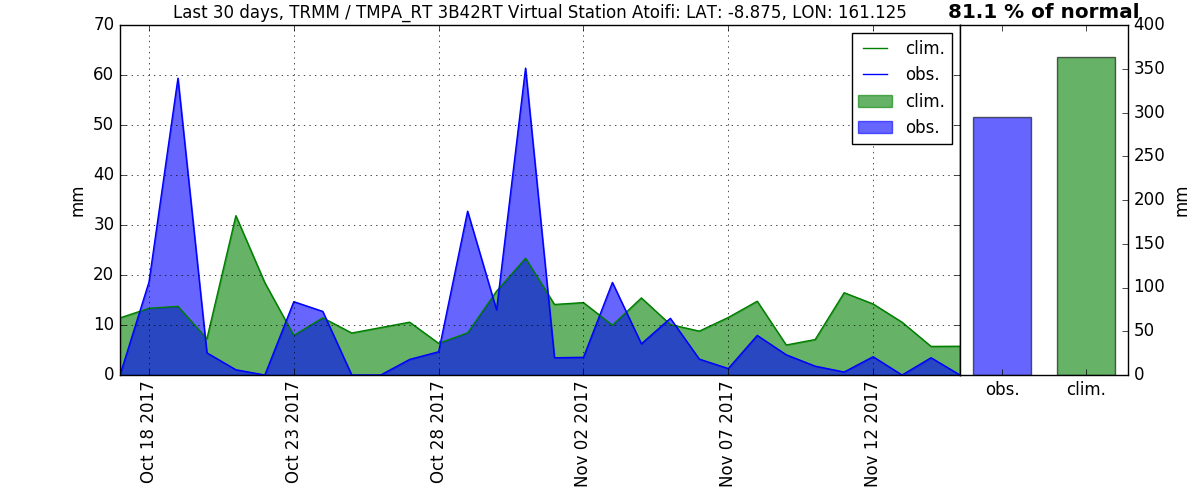 Last 30 days, TRMM / TMPA_RT 3B42RT Virtual Station Atoifi: LAT: -8.875, LON: 161.125
81.1 % of normal
70
60
50
40
30
20
10
0
mm
clim.
obs.
clim.
obs.
Oct 18 2017
Oct 23 2017
Oct 28 2017
Nov 02 2017
Nov 07 2017
Nov 12 2017
400
350
300
250
200
150
100
50
0
mm
obs.
clim.